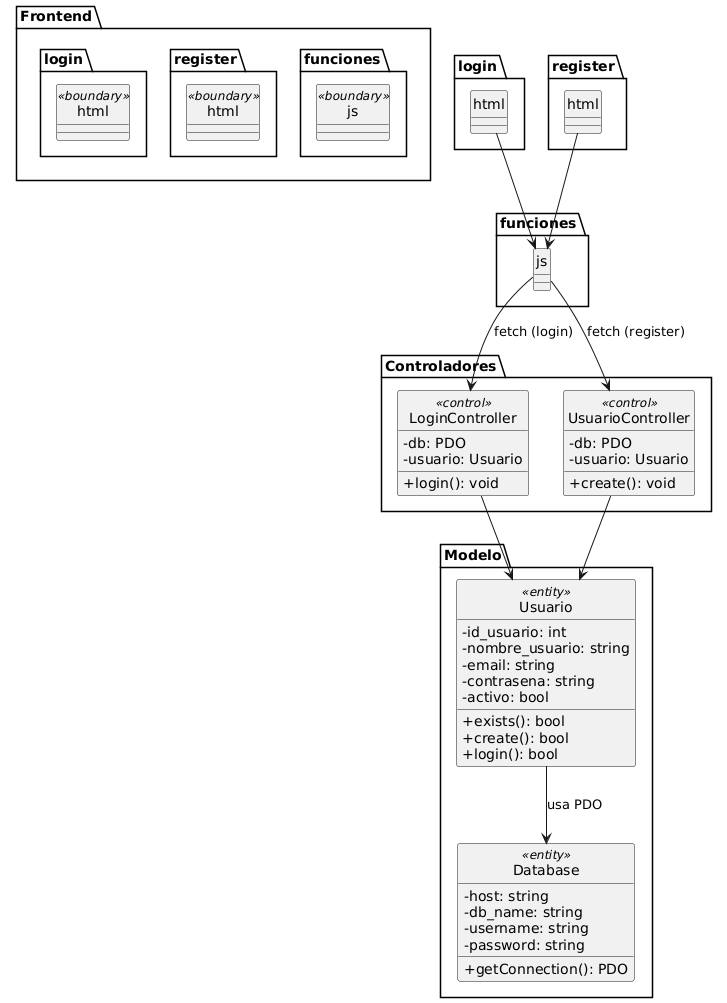 Frontend
login
«boundary»
html
register
«boundary»
html
funciones
«boundary»
js
login
html
register
html
funciones
js
fetch (login)
fetch (register)
Controladores
«control»
LoginController
-db: PDO
-usuario: Usuario
+login(): void
«control»
UsuarioController
-db: PDO
-usuario: Usuario
+create(): void
Modelo
«entity»
Usuario
-id_usuario: int
-nombre_usuario: string
-email: string
-contrasena: string
-activo: bool
+exists(): bool
+create(): bool
+login(): bool
usa PDO
«entity»
Database
-host: string
-db_name: string
-username: string
-password: string
+getConnection(): PDO